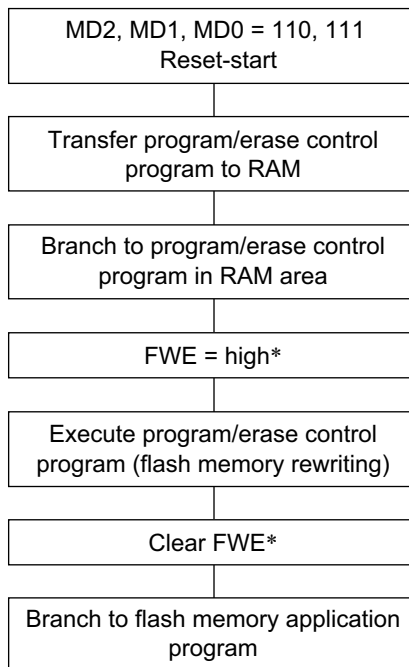 MD2, MD1, MD0 = 110, 111
Reset-start
Transfer program/erase control
program to RAM
Branch to program/erase control
program in RAM area
FWE = high*
Execute program/erase control
program (flash memory rewriting)
Clear FWE*
Branch to flash memory application
program